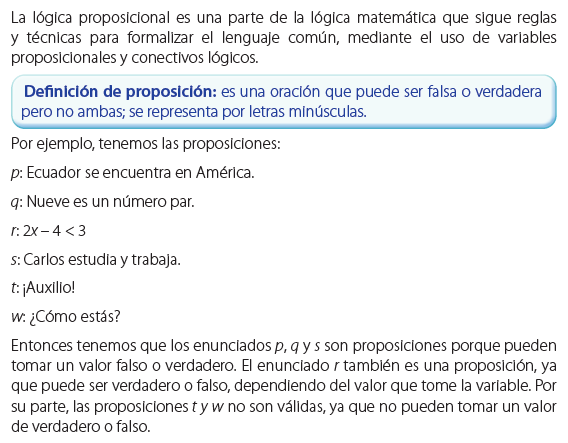 La lógica proposicional es una parte de la lógica matemática que sigue reglas
y técnicas para formalizar el lenguaje común, mediante el uso de variables
proposicionales y conectivos lógicos.
Definición de proposición: es una oración que puede ser falsa o verdadera
pero no ambas; se representa por letras minúsculas.
Por ejemplo, tenemos las proposiciones:
p: Ecuador se encuentra en América.
q: Nueve es un número par.
r: 2x – 4 < 3
s: Carlos estudia y trabaja.
t: ¡Auxilio!
w: ¿Cómo estás?
Entonces tenemos que los enunciados p, q y s son proposiciones porque pueden
tomar un valor falso o verdadero. El enunciado r también es una proposición, ya
que puede ser verdadero o falso, dependiendo del valor que tome la variable. Por
su parte, las proposiciones t y w no son válidas, ya que no pueden tomar un valor
de verdadero o falso.